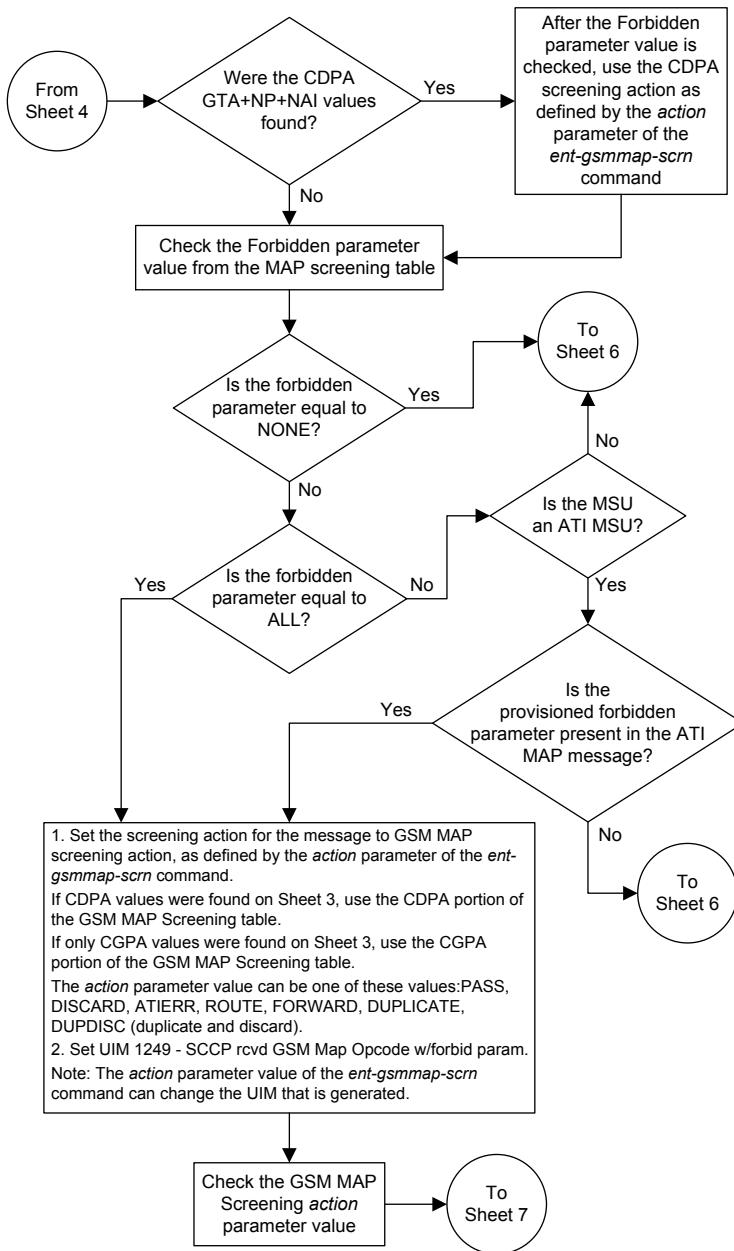 From
Sheet 4
Were the CDPA
GTA+NP+NAI values
found?
Yes
After the Forbidden
parameter value is
checked, use the CDPA
screening action as
defined by the action
parameter of the
ent-gsmmap-scrn
command
No
Check the Forbidden parameter
value from the MAP screening table
To
Sheet 6
Is the forbidden
parameter equal to
NONE?
Yes
No
No
Is the MSU
an ATI MSU?
Yes
Is the forbidden
parameter equal to
ALL?
No
Yes
Is the
provisioned forbidden
parameter present in the ATI
MAP message?
Yes
No
To
Sheet 6
1. Set the screening action for the message to GSM MAP
screening action, as defined by the action parameter of the ent-
gsmmap-scrn command.
If CDPA values were found on Sheet 3, use the CDPA portion of
the GSM MAP Screening table.
If only CGPA values were found on Sheet 3, use the CGPA
portion of the GSM MAP Screening table.
The action parameter value can be one of these values:PASS,
DISCARD, ATIERR, ROUTE, FORWARD, DUPLICATE,
DUPDISC (duplicate and discard).
2. Set UIM 1249 - SCCP rcvd GSM Map Opcode w/forbid param.
Note: The action parameter value of the ent-gsmmap-scrn
command can change the UIM that is generated.
Check the GSM MAP
Screening action
parameter value
To
Sheet 7